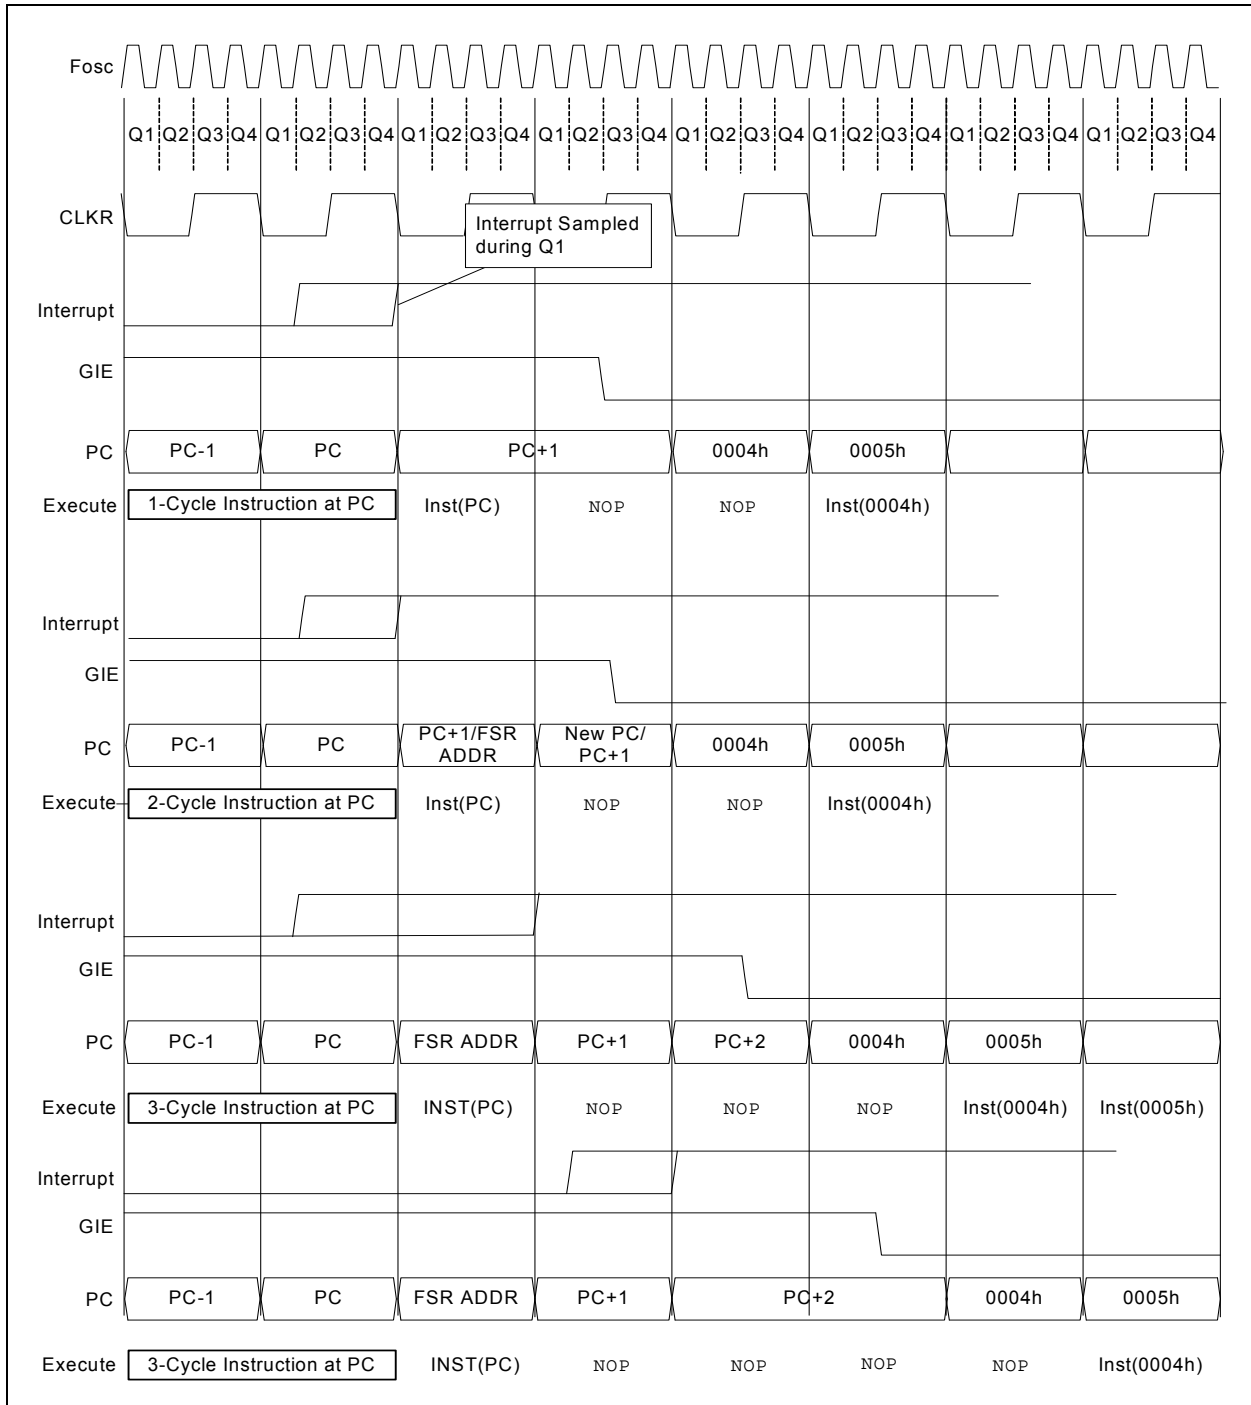 Fosc
Q1 Q2 Q3 Q4 Q1 Q2 Q3 Q4 Q1 Q2 Q3 Q4 Q1 Q2 Q3 Q4 Q1 Q2 Q3 Q4 Q1 Q2 Q3 Q4 Q1 Q2 Q3 Q4 Q1 Q2 Q3 Q4
CLKR
Interrupt Sampled
during Q1
Interrupt
GIE
PC PC-1 PC PC+1 0004h 0005h
Execute 1-Cycle Instruction at PC Inst(PC) NOP NOP Inst(0004h)
Interrupt
GIE
PC PC-1 PC PC+1/FSR ADDR New PC/ PC+1 0004h 0005h
Execute 2-Cycle Instruction at PC Inst(PC) NOP NOP Inst(0004h)
Interrupt
GIE
PC PC-1 PC FSR ADDR PC+1 PC+2 0004h 0005h
Execute 3-Cycle Instruction at PC INST(PC) NOP NOP NOP Inst(0004h) Inst(0005h)
Interrupt
GIE
PC PC-1 PC FSR ADDR PC+1 PC+2 0004h 0005h
Execute 3-Cycle Instruction at PC INST(PC) NOP NOP NOP NOP Inst(0004h)